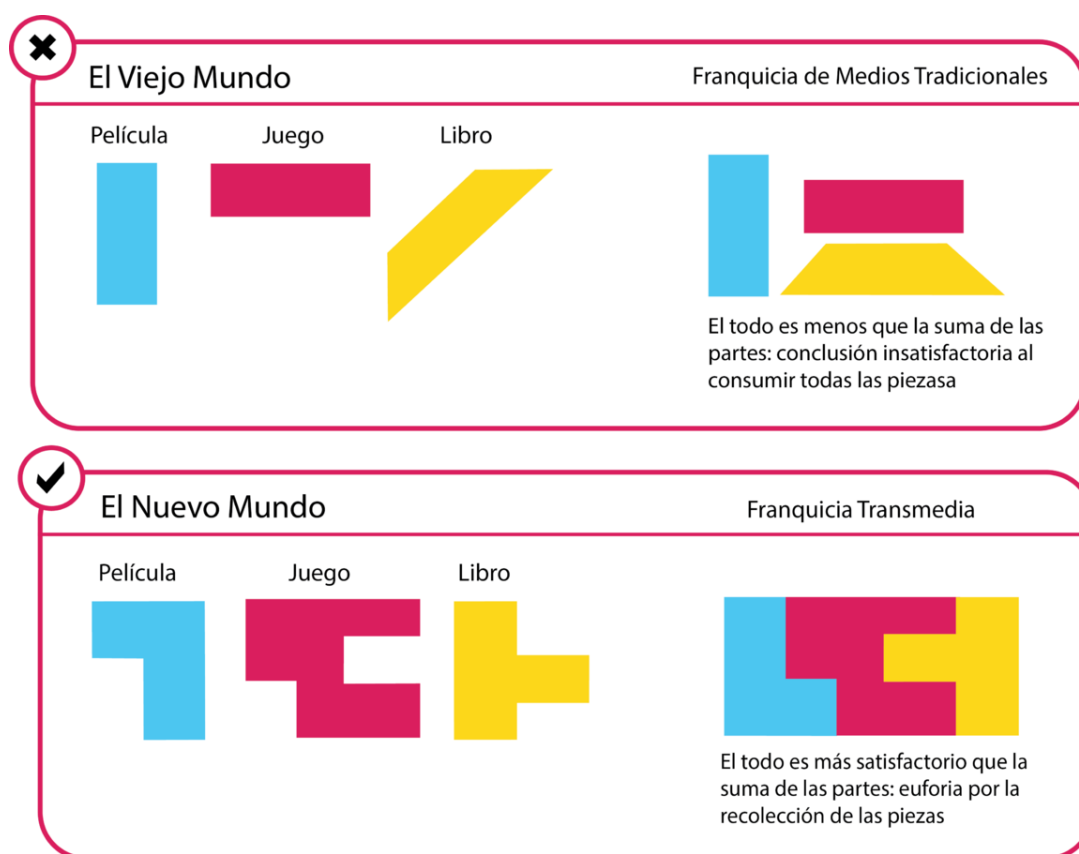 El Viejo Mundo
Franquicia de Medios Tradicionales
Película
Juego
Libro
El todo es menos que la suma de las
partes: conclusión insatisfactoria al
consumir todas las piezasa
El Nuevo Mundo
Franquicia Transmedia
Película
Juego
Libro
El todo es más satisfactorio que la
suma de las partes: euforia por la
recolección de las piezas